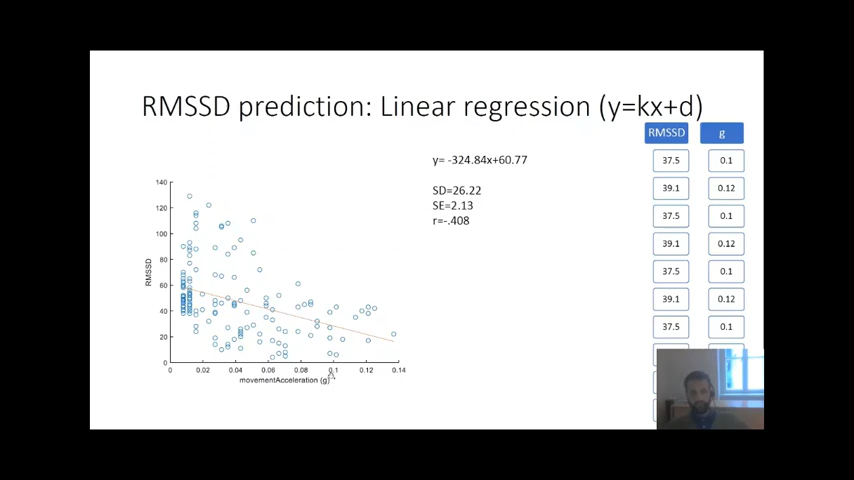 RMSSD prediction: Linear regression (y=kx+d)
RMSSD g
y= -324.84x+60.77
37.5 0.1
SD=26.22
39.1 0.12
SE=2.13
r=-.408
37.5 0.1
39.1 0.12
37.5 0.1
39.1 0.12
37.5 0.1
140
120
100
80
60
40
20
0
RMSSD
0 0.02 0.04 0.06 0.08 0.1 0.12 0.14
movementAcceleration (g)